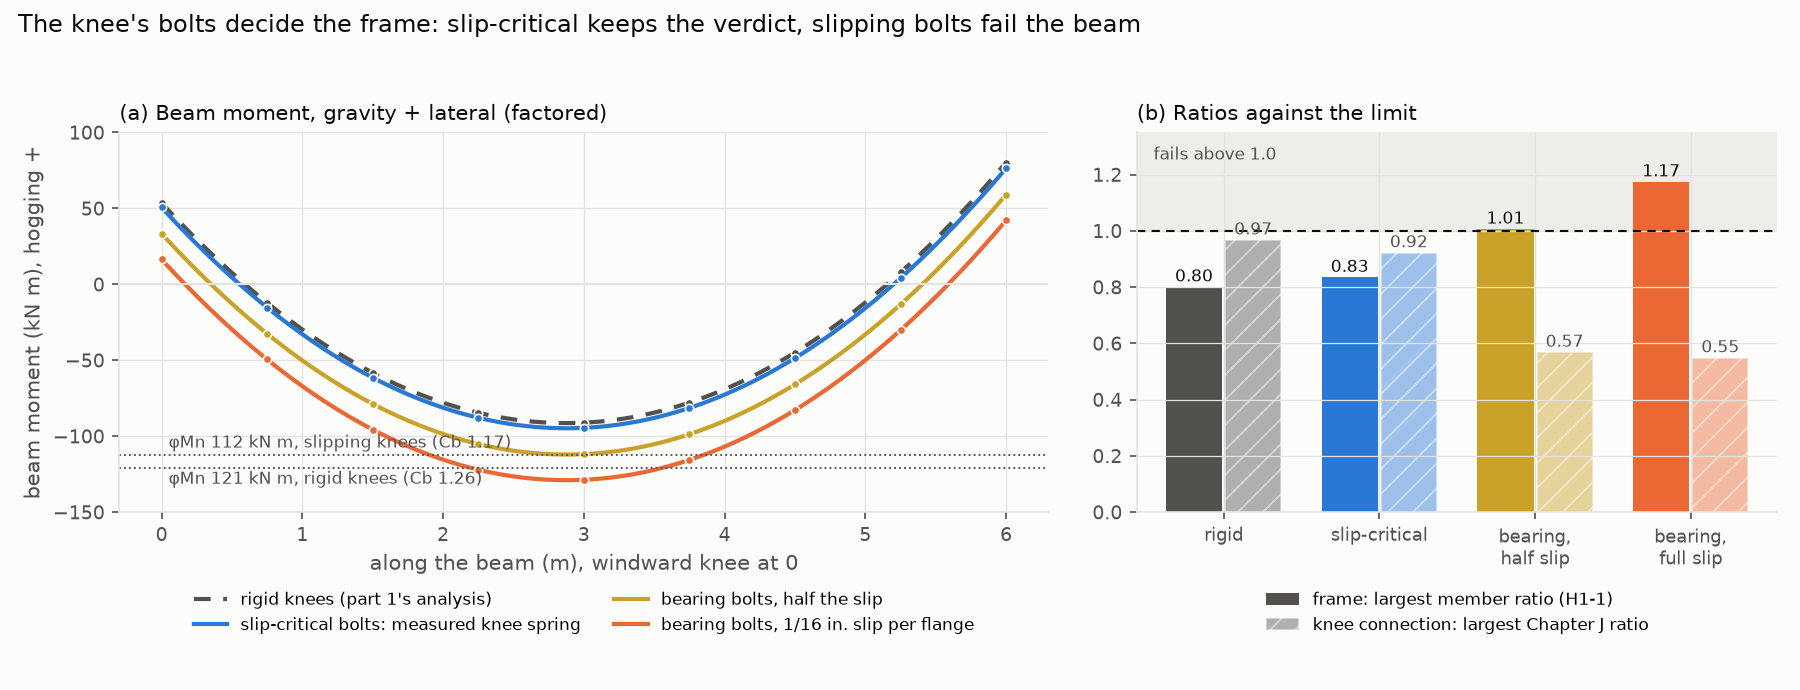 The knee's bolts decide the frame: slip-critical keeps the verdict, slipping bolts fail the beam
(a) Beam moment, gravity + lateral (factored)
beam moment (kN m), hogging +
100
50
0
−50
−100
−150
φMn 112 kN m, slipping knees (Cb 1.17)
φMn 121 kN m, rigid knees (Cb 1.26)
0 1 2 3 4 5 6
along the beam (m), windward knee at 0
rigid knees (part 1's analysis)
slip-critical bolts: measured knee spring
bearing bolts, half the slip
bearing bolts, 1/16 in. slip per flange
(b) Ratios against the limit
fails above 1.0
1.2
1.0
0.8
0.6
0.4
0.2
0.0
0.80
0.97
0.83
0.92
1.01
0.57
1.17
0.55
rigid
slip-critical
bearing,
half slip
bearing,
full slip
frame: largest member ratio (H1-1)
knee connection: largest Chapter J ratio